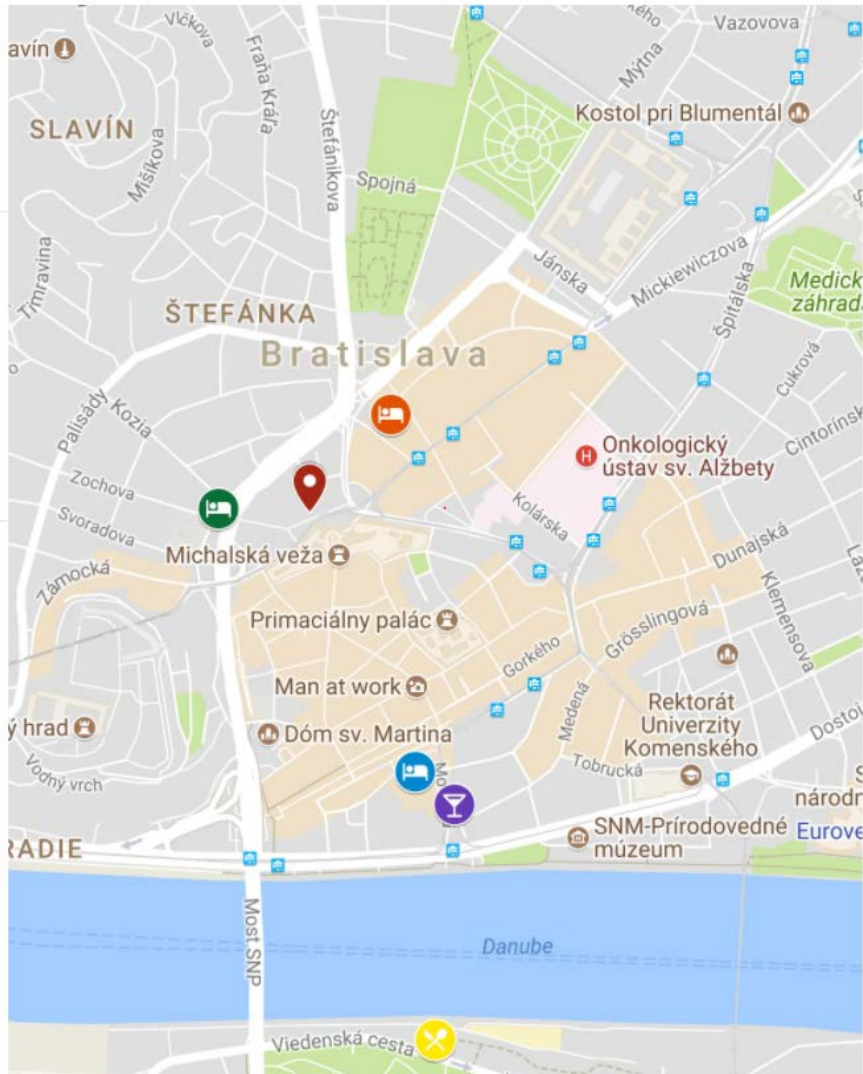 Vlčkova
kého
Vazovova
avín
Fraňa Kráľa
Mýtna
SLAVÍN
Kostol pri Blumentál
Mišíkova
Štefánikova
Spojná
Timravina
Jánska
Mickiewiczova
Špitálska
Medick
záhrad
ŠTEFÁNKA
Bratislava
Palisády
Kozia
Cukrová
Cintorínsk
H
Onkologický
ústav sv. Alžbety
Zochova
Svoradova
Kolárska
Dunajská
Michalská veža
Zámocká
Klemensova
Laz
Primaciálny palác
Grösslingová
Gorkého
Man at work
Medená
Rektorát
Univerzity
Komenského
ý hrad
Dóm sv. Martina
Dostoj
Vodný vrch
Mo
Tobrucká
S
národn
RADIE
SNM-Prírodovedné
múzeum
Eurove
Most SNP
Danube
Viedenská cesta